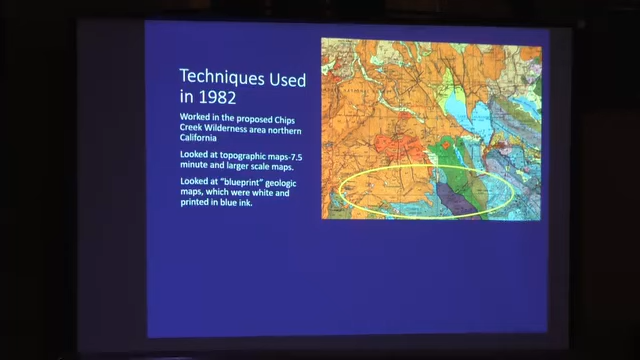 Techniques Used
in 1982
Worked in the proposed Chips
Creek Wilderness area northern
California
Looked at topographic maps-7.5
minute and larger scale maps.
Looked at "blueprint" geologic
maps, which were white and
printed in blue ink.